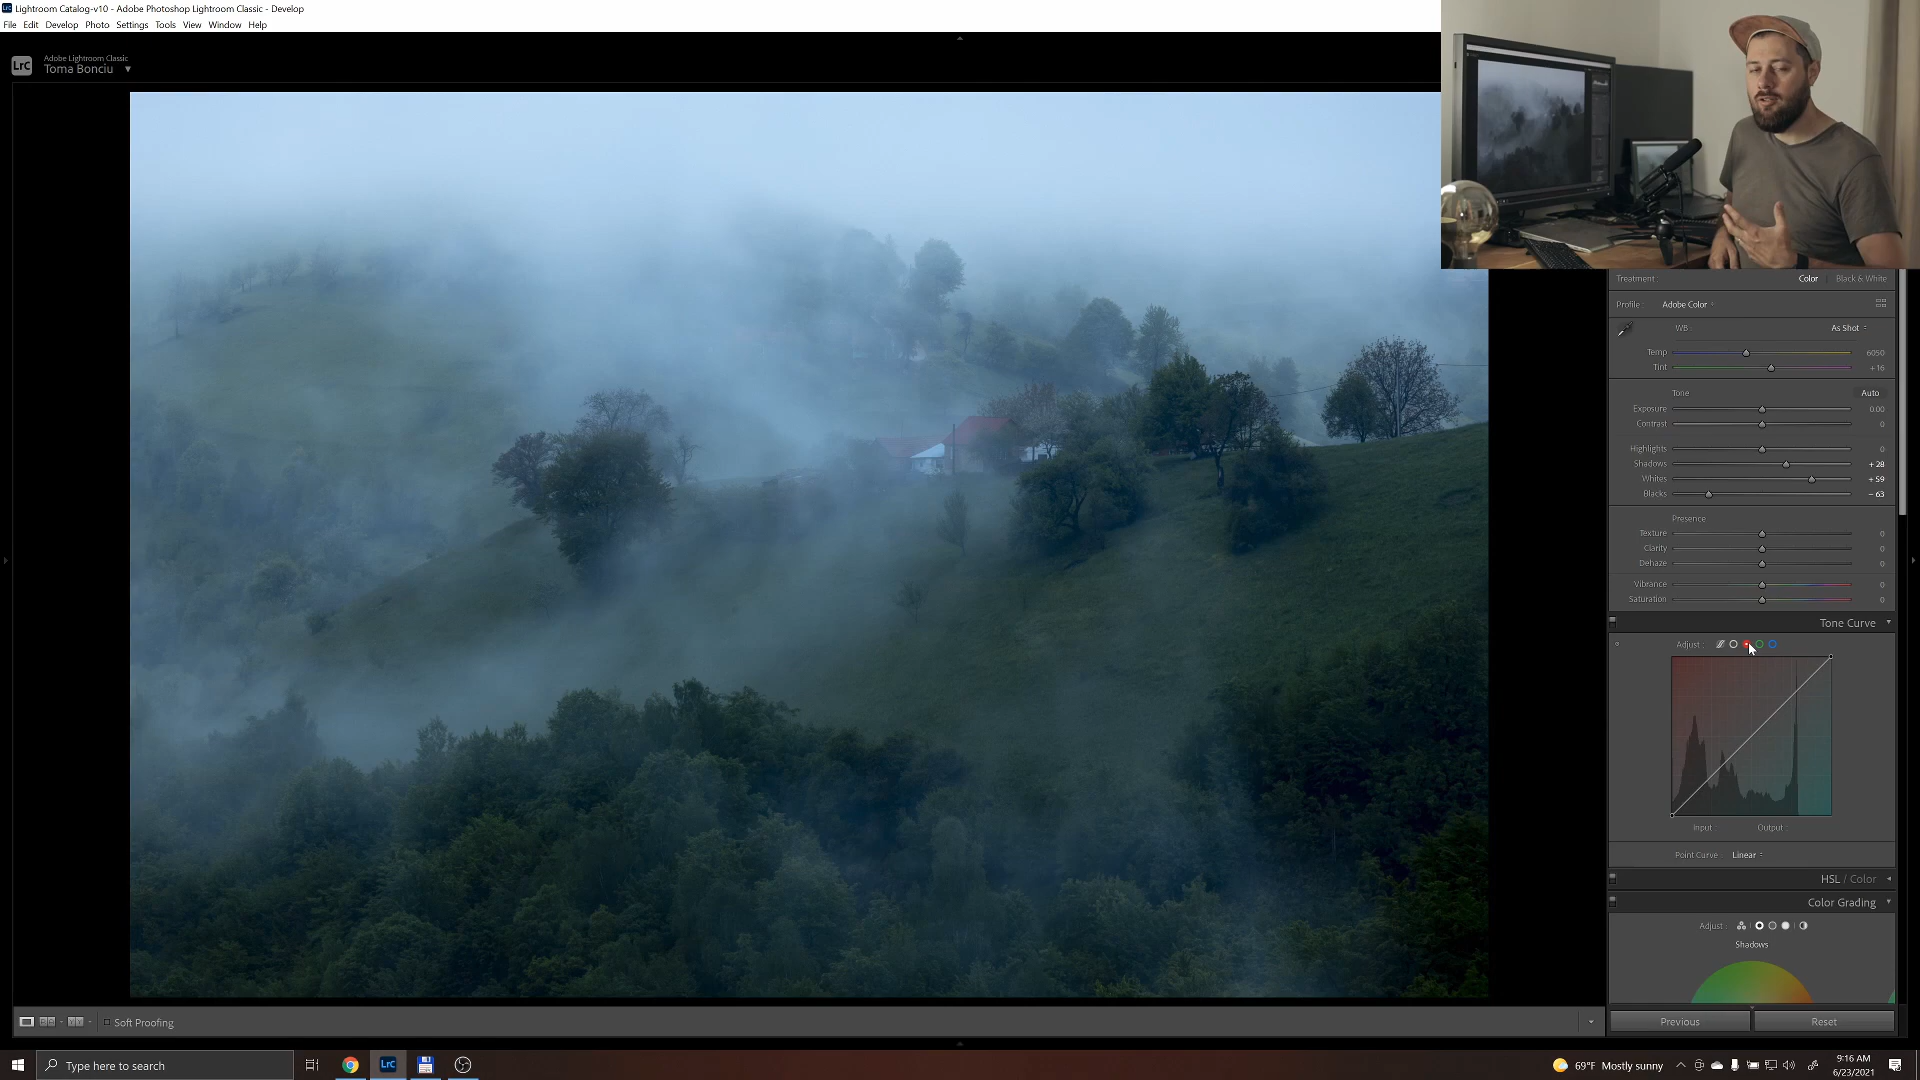 Lightroom Catalog-v10 - Adobe Photoshop Lightroom Classic - Develop
File Edit Develop Photo Settings Tools View Window Help
LrC
Adobe Lightroom Classic
Toma Bonciu
Treatment : Color Black & White
Profile : Adobe Color
WB : As Shot
Temp 6050
Tint + 16
Tone Auto
Exposure 0.00
Contrast 0
Highlights 0
Shadows + 28
Whites + 59
Blacks − 63
Presence
Texture 0
Clarity 0
Dehaze 0
Vibrance 0
Saturation 0
Tone Curve
Adjust :
Input : Output :
Point Curve : Linear
HSL / Color
Color Grading
Adjust :
Shadows
Soft Proofing
Previous Reset
Type here to search
LrC
69°F Mostly sunny
9:16 AM
6/23/2021